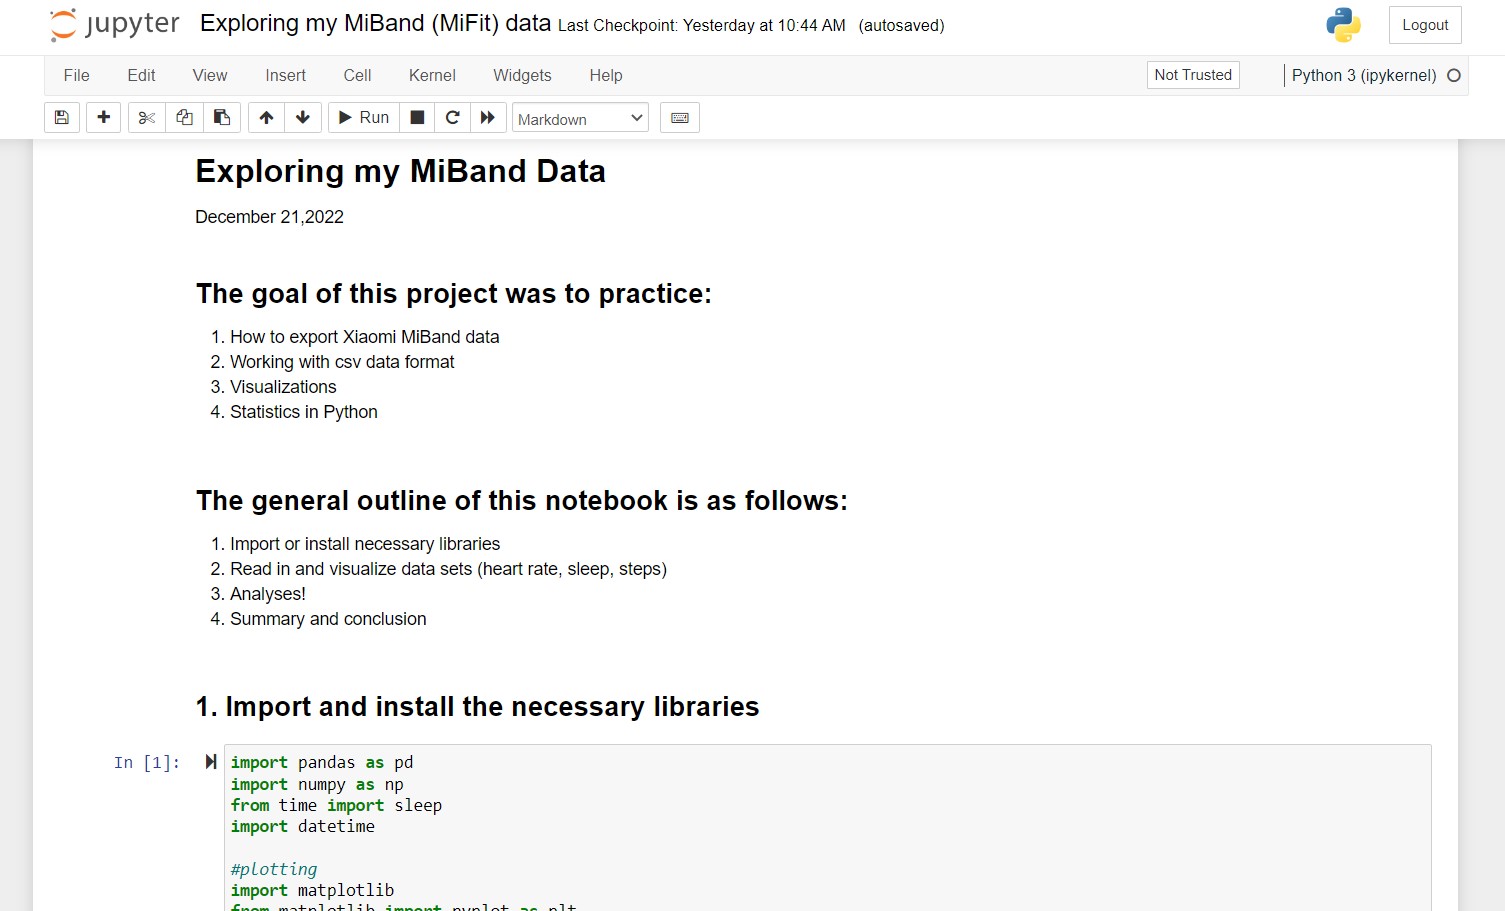 jupyter Exploring my MiBand (MiFit) data Last Checkpoint: Yesterday at 10:44 AM (autosaved) Logout
File Edit View Insert Cell Kernel Widgets Help Not Trusted Python 3 (ipykernel)
Run Markdown
Exploring my MiBand Data
December 21,2022
The goal of this project was to practice:
1. How to export Xiaomi MiBand data
2. Working with csv data format
3. Visualizations
4. Statistics in Python
The general outline of this notebook is as follows:
1. Import or install necessary libraries
2. Read in and visualize data sets (heart rate, sleep, steps)
3. Analyses!
4. Summary and conclusion
1. Import and install the necessary libraries
In [1]: import pandas as pd
import numpy as np
from time import sleep
import datetime
#plotting
import matplotlib
from matplotlib import pyplot as plt